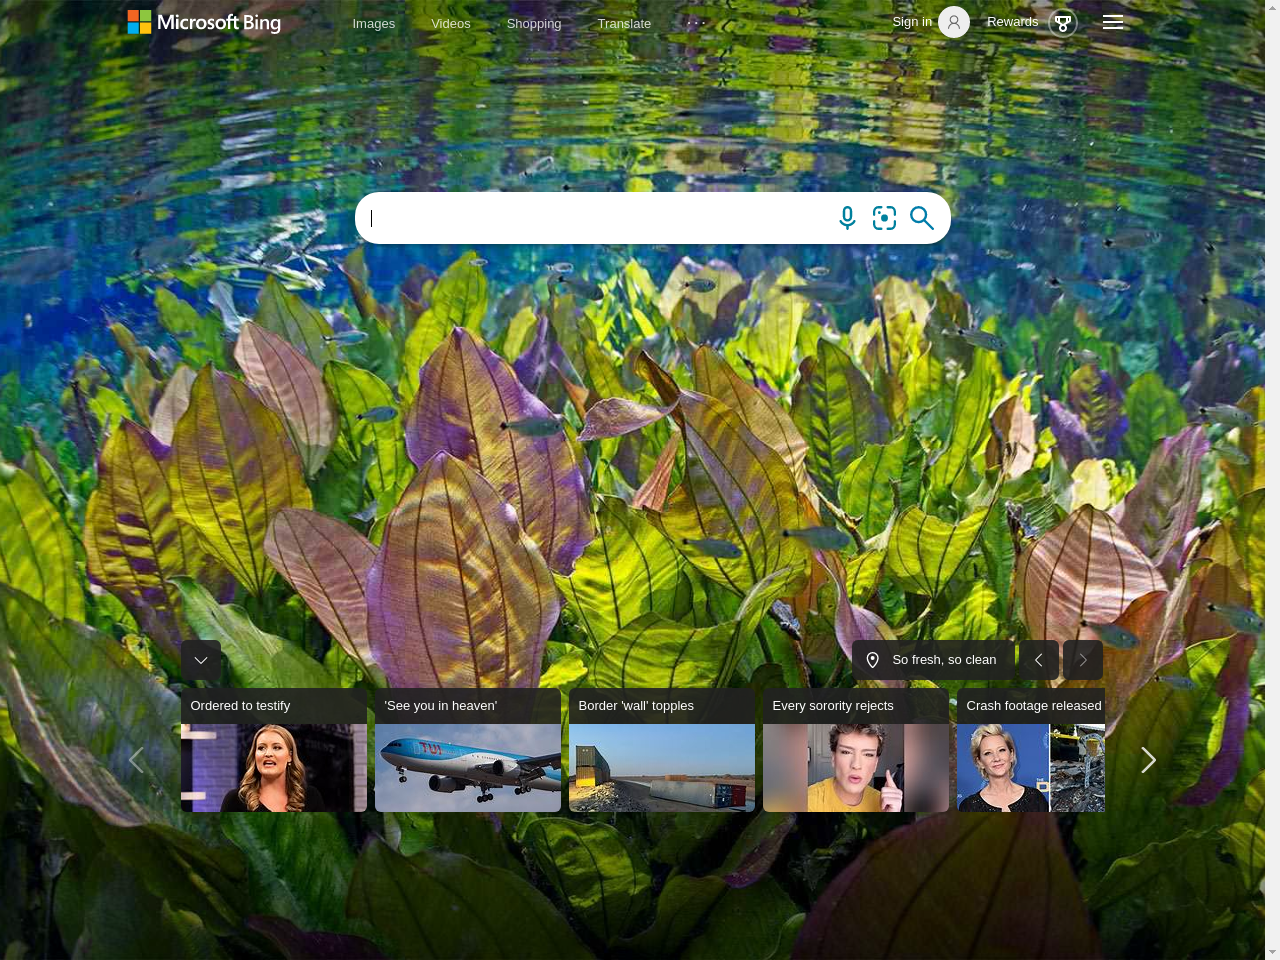 Microsoft Bing
Images Videos Shopping Translate
Sign in
Rewards
So fresh, so clean
Ordered to testify
'See you in heaven'
Border 'wall' topples
Every sorority rejects
Crash footage released
TUI